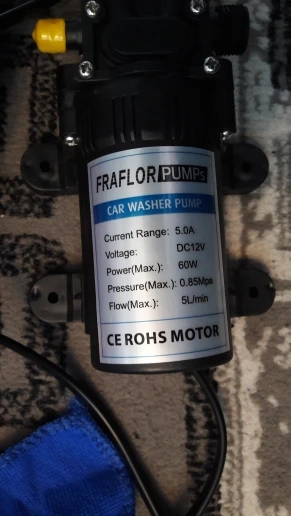 FRAFLOR PUMPs
CAR WASHER PUMP
Current Range: 5.0A
Voltage: DC12V
Power(Max.): 60W
Pressure(Max.): 0.85Mpa
Flow(Max.): 5L/min
CE ROHS MOTOR